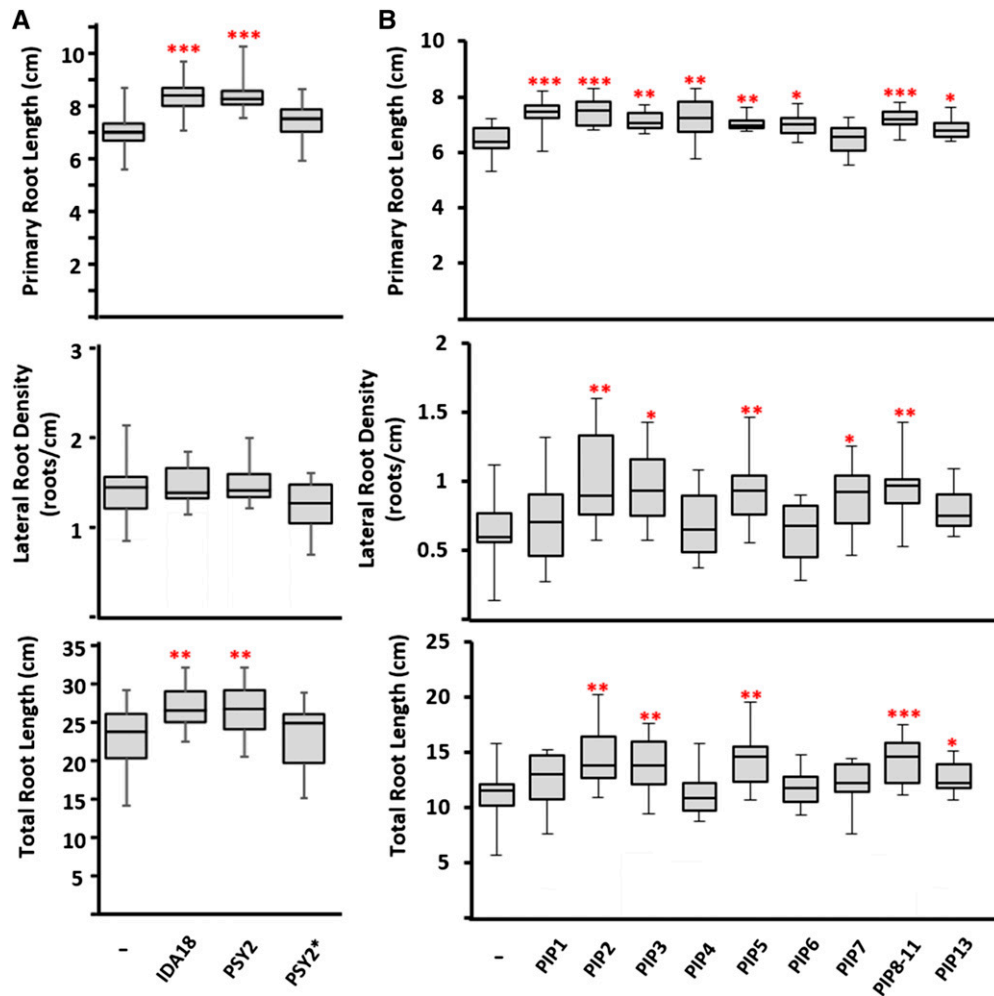 A
B
Primary Root Length (cm)
10
8
6
4
2
*** ***
Primary Root Length (cm)
10
8
6
4
2
*** *** ** ** ** * *** *
Lateral Root Density
(roots/cm)
3
2
1
Lateral Root Density
(roots/cm)
2
1.5
1
0.5
** * ** * **
Total Root Length (cm)
35
30
25
20
15
10
5
** **
Total Root Length (cm)
25
20
15
10
5
** ** ** *** *
– IDA18 PSY2 PSY2*
– PIP1 PIP2 PIP3 PIP4 PIP5 PIP6 PIP7 PIP8-11 PIP13